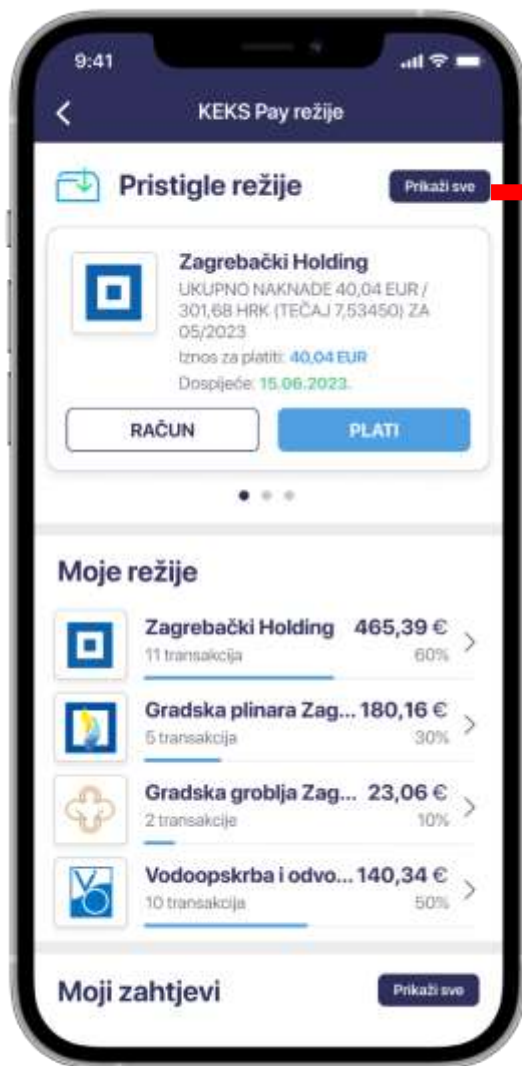 9:41
KEKS Pay režije
Pristigle režije
Prikaži sve
Zagrebački Holding
UKUPNO NAKNADE 40,04 EUR /
301,68 HRK (TEČAJ 7,53450) ZA
05/2023
Iznos za platiti: 40,04 EUR
Dospijeće: 15.06.2023.
RAČUN
PLATI
Moje režije
Zagrebački Holding 465,39 €
11 transakcija 60%
Gradska plinara Zag... 180,16 €
5 transakcija 30%
Gradska groblja Zag... 23,06 €
2 transakcije 10%
Vodoopskrba i odvo... 140,34 €
10 transakcija 50%
Moji zahtjevi
Prikaži sve